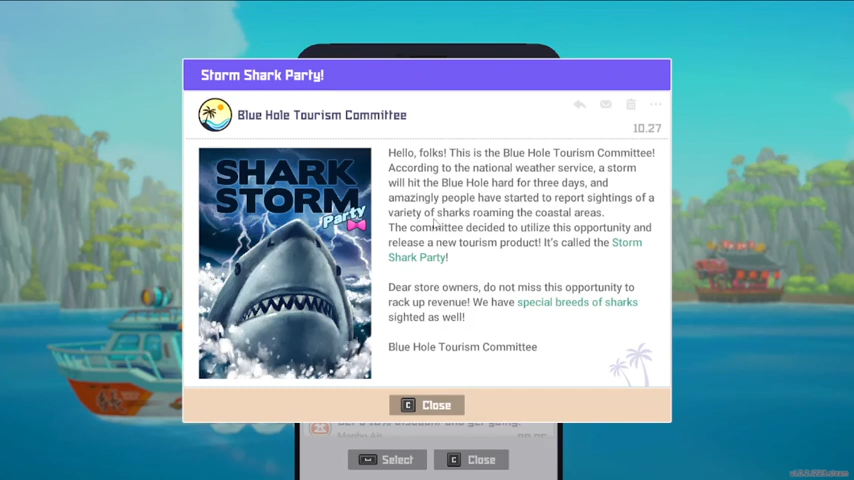 Storm Shark Party!
Blue Hole Tourism Committee
10.27
SHARK
STORM
Party
Hello, folks! This is the Blue Hole Tourism Committee!
According to the national weather service, a storm
will hit the Blue Hole hard for three days, and
amazingly people have started to report sightings of a
variety of sharks roaming the coastal areas.
The committee decided to utilize this opportunity and
release a new tourism product! It's called the Storm
Shark Party!
Dear store owners, do not miss this opportunity to
rack up revenue! We have special breeds of sharks
sighted as well!
Blue Hole Tourism Committee
C Close
Select
C Close